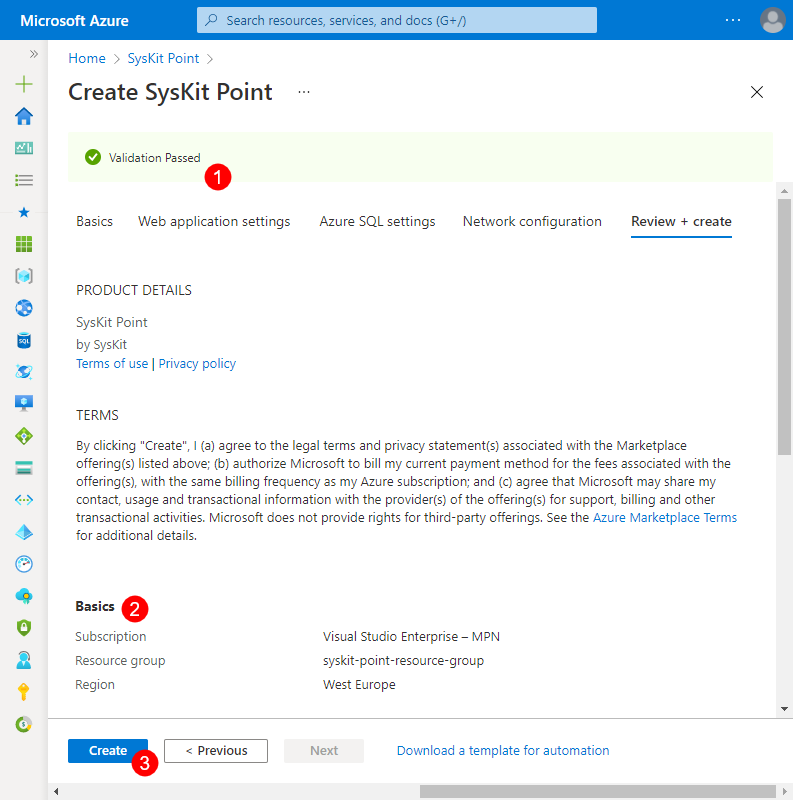 Microsoft Azure
Search resources, services, and docs (G+/)
...
»
Home > SysKit Point >
Create SysKit Point ...
Validation Passed
1
Basics Web application settings Azure SQL settings Network configuration Review + create
PRODUCT DETAILS
SysKit Point
by SysKit
Terms of use | Privacy policy
TERMS
By clicking "Create", I (a) agree to the legal terms and privacy statement(s) associated with the Marketplace
offering(s) listed above; (b) authorize Microsoft to bill my current payment method for the fees associated with the
offering(s), with the same billing frequency as my Azure subscription; and (c) agree that Microsoft may share my
contact, usage and transactional information with the provider(s) of the offering(s) for support, billing and other
transactional activities. Microsoft does not provide rights for third-party offerings. See the Azure Marketplace Terms
for additional details.
Basics 2
Subscription Visual Studio Enterprise – MPN
Resource group syskit-point-resource-group
Region West Europe
Create 3 < Previous Next Download a template for automation
SQL